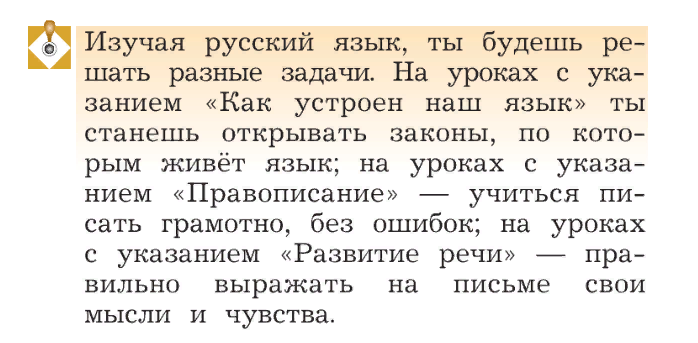 Изучая русский язык, ты будешь ре-
шать разные задачи. На уроках с ука-
занием «Как устроен наш язык» ты
станешь открывать законы, по кото-
рым живёт язык; на уроках с указа-
нием «Правописание» — учиться пи-
сать грамотно, без ошибок; на уроках
с указанием «Развитие речи» — пра-
вильно выражать на письме свои
мысли и чувства.